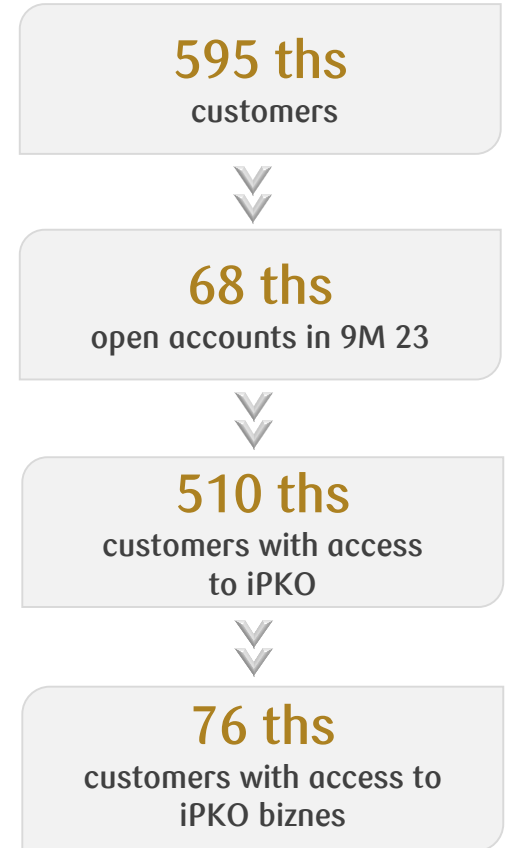 595 ths
customers
68 ths
open accounts in 9M 23
510 ths
customers with access
to iPKO
76 ths
customers with access to
iPKO biznes